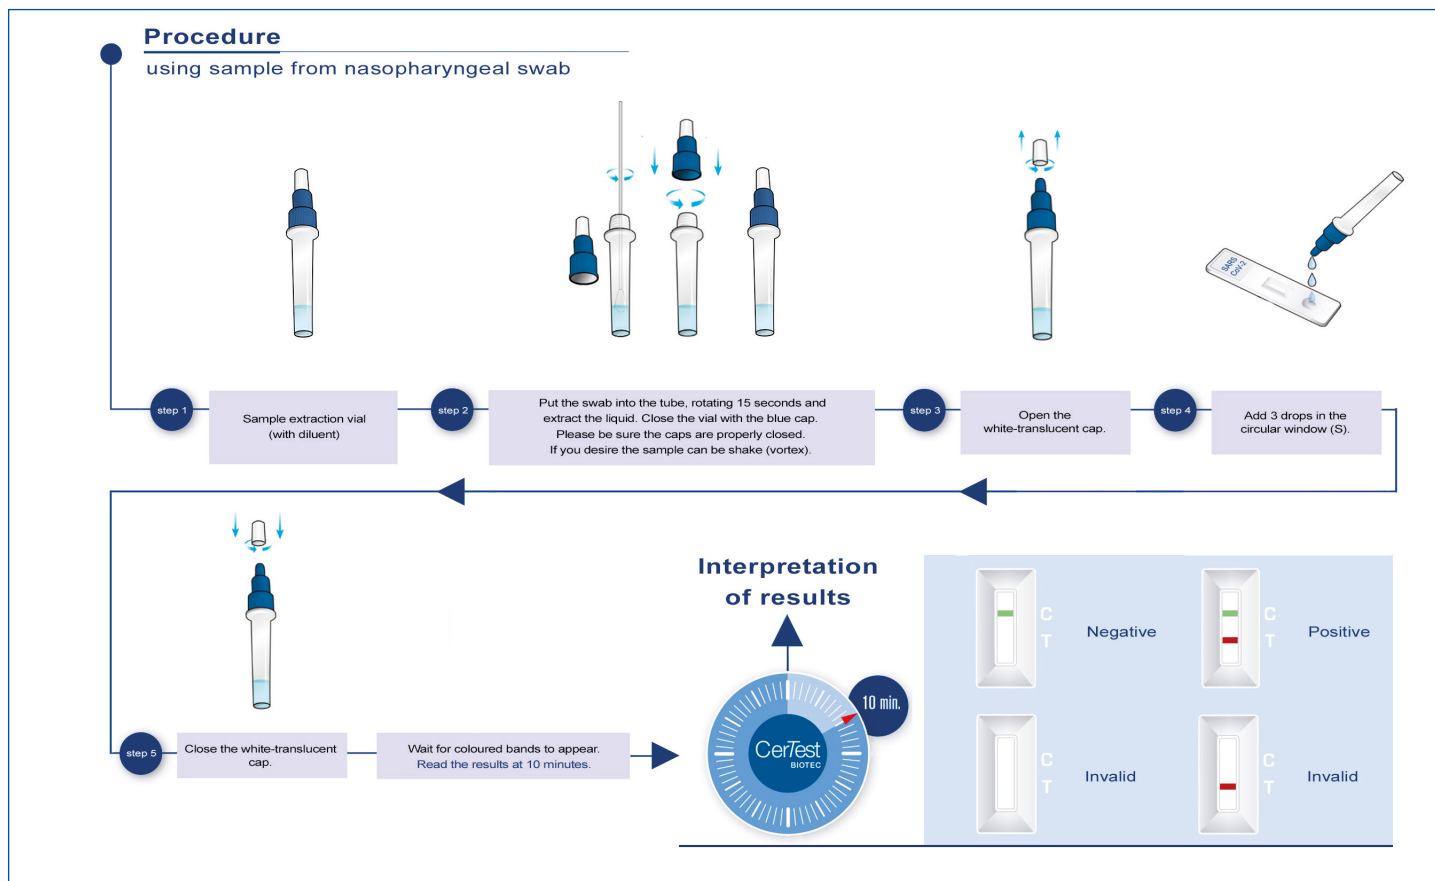 Procedure
using sample from nasopharyngeal swab
SARS
CoV-2
step 1
Sample extraction vial
(with diluent)
step 2
Put the swab into the tube, rotating 15 seconds and
extract the liquid. Close the vial with the blue cap.
Please be sure the caps are properly closed.
If you desire the sample can be shake (vortex).
step 3
Open the
white-translucent cap.
step 4
Add 3 drops in the
circular window (S).
step 5
Close the white-translucent
cap.
Wait for coloured bands to appear.
Read the results at 10 minutes.
Interpretation
of results
10 min.
CerTest
BIOTEC
C
T
Negative
C
T
Positive
C
T
Invalid
C
T
Invalid